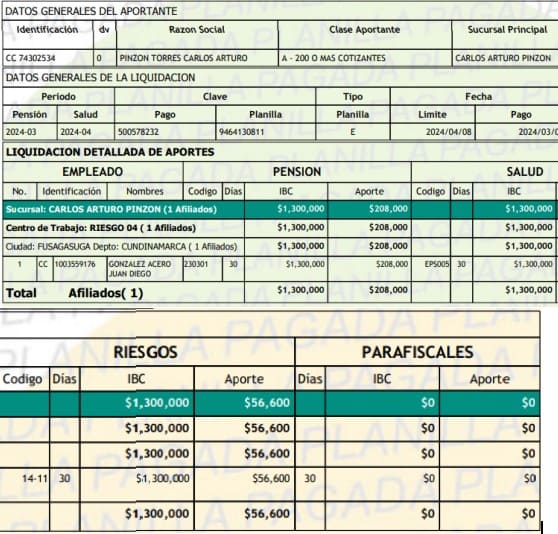 DATOS GENERALES DEL APORTANTE
Identificación dv Razon Social Clase Aportante Sucursal Principal
CC 74302534 0 PINZON TORRES CARLOS ARTURO A - 200 O MAS COTIZANTES CARLOS ARTURO PINZON
DATOS GENERALES DE LA LIQUIDACION
Periodo Clave Tipo Fecha
Pensión Salud Pago Planilla Planilla Limite Pago
2024-03 2024-04 500578232 9464130811 E 2024/04/08 2024/03/0
LIQUIDACION DETALLADA DE APORTES
EMPLEADO PENSION SALUD
No. Identificación Nombres Codigo Días IBC Aporte Codigo Días IBC
Sucursal: CARLOS ARTURO PINZON (1 Afiliados) $1,300,000 $208,000 $1,300,000
Centro de Trabajo: RIESGO 04 ( 1 Afiliados) $1,300,000 $208,000 $1,300,000
Ciudad: FUSAGASUGA Depto: CUNDINAMARCA ( 1 Afiliados) $1,300,000 $208,000 $1,300,000
1 CC 1003559176 GONZALEZ ACERO 230301 30 $1,300,000 $208,000 EPS005 30 $1,300,000
JUAN DIEGO
Total Afiliados( 1) $1,300,000 $208,000 $1,300,000
RIESGOS PARAFISCALES
Codigo Días IBC Aporte Días IBC Aporte
$1,300,000 $56,600 $0 $0
$1,300,000 $56,600 $0 $0
$1,300,000 $56,600 $0 $0
14-11 30 $1,300,000 $56,600 30 $0 $0
$1,300,000 $56,600 $0 $0
PLANILLA PAGADA